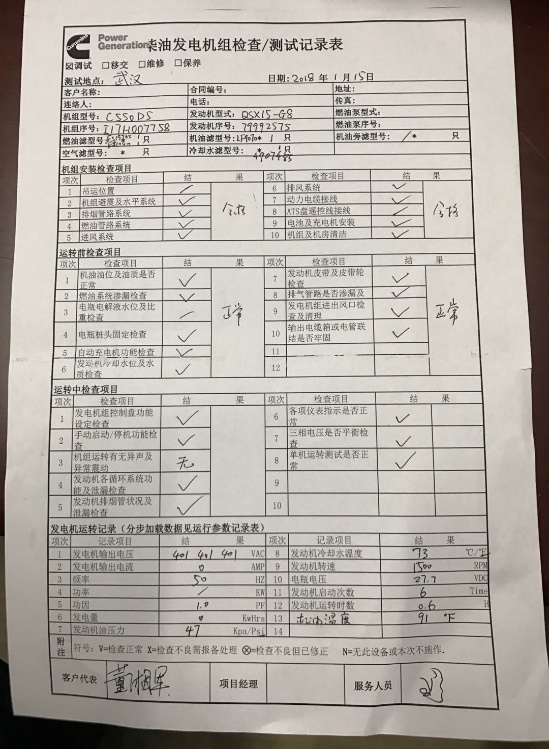 Power
Generation
柴油发电机组检查/测试记录表
☑调试 □移交 □维修 □保养
测试地点: 武汉 日期:2018年1月15日
客户名称: 合同编号: 地址:
连络人: 电话: 传真:
机组型号: C550D5 发动机型式: QSX15-G8 燃油泵型式:
机组序号: I17H007758 发动机序号: 79992575 燃油泵序号:
燃油滤型号: 1 只 机油滤型号: 1 只 机油旁滤型号: /* 只
空气滤型号: * 只 冷却水滤型号: * 只
4907485
机组安装检查项目
项次 检查项目 结 果 项次 检查项目 结 果
1 吊运位置 6 排风系统
2 机组避震及水平系统 合格 7 动力电缆接线 合格
3 排烟管路系统 8 ATS盘遥控线接线
4 燃油管路系统 9 电池及充电机安装
5 进风系统 10 机组及机房清洁
运转前检查项目
项次 检查项目 结 果 项次 检查项目 结 果
1 机油油位及油质是否正常 7 发动机皮带及皮带轮检查
2 燃油系统渗漏检查 8 排气管路是否渗漏及
3 电瓶电解液水位及比重检查 正常 9 发电机组进出风口检查及清理 正常
4 电瓶桩头固定检查 10 输出电缆箱或电管联结是否牢固
5 自动充电机功能检查 11
6 发动机冷却水位及水质检查 12
运转中检查项目
项次 检查项目 结 果 项次 检查项目 结 果
1 发电机组控制盘功能设定检查 6 各项仪表指示是否正常
2 手动启动/停机功能检查 7 三相电压是否平衡检查
3 机组运转有无异声及异常震动 无 8 单机运转测试是否正常
4 发动机各循环系统功能及泄漏检查 9
5 发动机排烟管状况及泄漏检查 10
发电机运转记录(分步加载数据见运行参数记录表)
项次 记录项目 结 果 项次 记录项目 结 果
1 发电机输出电压 401 401 401 VAC 8 发动机冷却水温度 73 ℃/℉
2 发电机输出电流 0 AMP 9 发动机转速 1500 RPM
3 频率 50 HZ 10 电瓶电压 27.7 VDC
4 功率 / KW 11 发动机启动次数 6 Time
5 功因 1.0 PF 12 发动机运转时数 0.6 H
6 发电量 0 KwHrs 13 温度 91 ℉
7 发动机油压力 47 Kpa/Psi 14
附注 符号: V=检查正常 X=检查不良需报备处理 ⊗=检查不良但已修正 N=无此设备或本次不施作.
客户代表 项目经理 服务人员